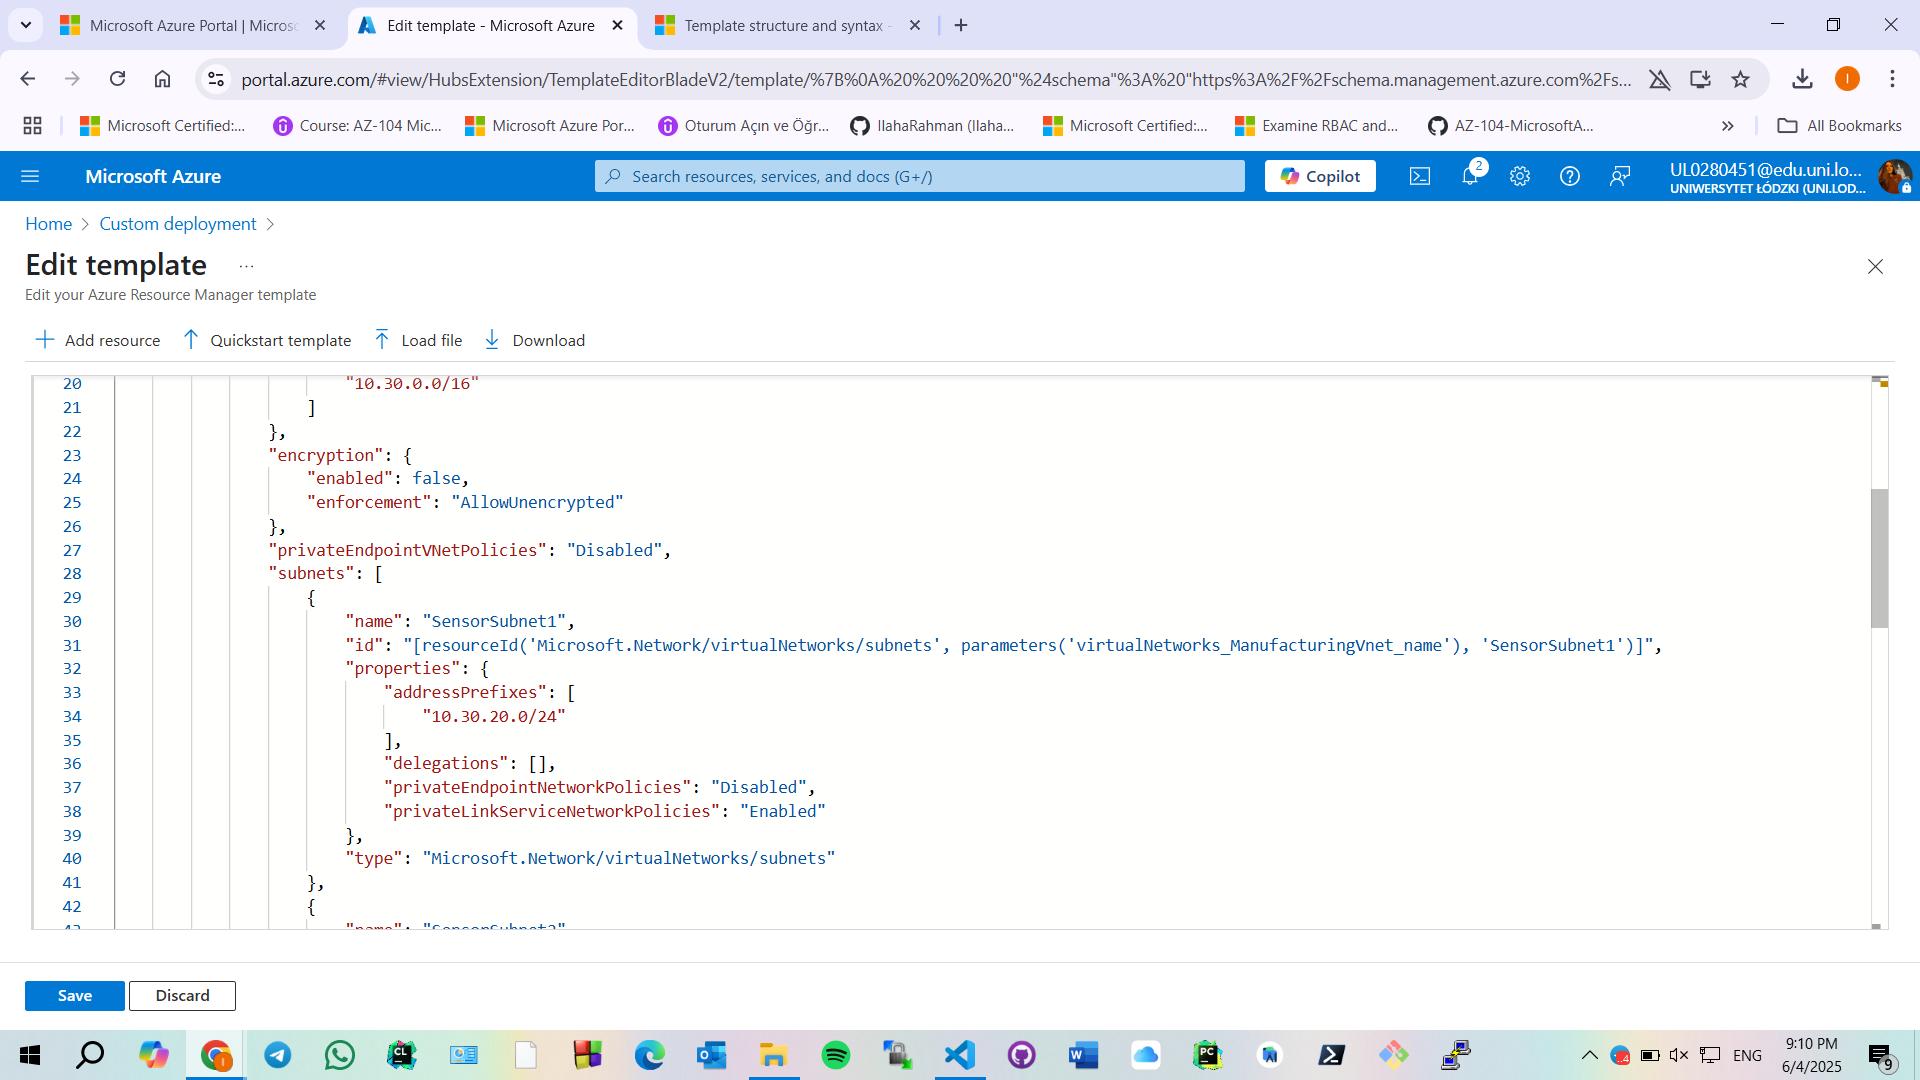 Microsoft Azure Portal | Micros
Edit template - Microsoft Azure
Template structure and syntax -
portal.azure.com/#view/HubsExtension/TemplateEditorBladeV2/template/%7B%0A%20%20%20%20"%24schema"%3A%20"https%3A%2F%2Fschema.management.azure.com%2Fs...
Microsoft Certified:...
Course: AZ-104 Mic...
Microsoft Azure Por...
Oturum Açın ve Öğr...
IlahaRahman (Ilaha...
Microsoft Certified:...
Examine RBAC and...
AZ-104-MicrosoftA...
All Bookmarks
Microsoft Azure
Search resources, services, and docs (G+/)
Copilot
2
UL0280451@edu.uni.lo...
UNIWERSYTET ŁÓDZKI (UNI.LOD...
Home
Custom deployment
Edit template
...
Edit your Azure Resource Manager template
Add resource
Quickstart template
Load file
Download
20 "10.30.0.0/16"
21 ]
22 },
23 "encryption": {
24 "enabled": false,
25 "enforcement": "AllowUnencrypted"
26 },
27 "privateEndpointVNetPolicies": "Disabled",
28 "subnets": [
29 {
30 "name": "SensorSubnet1",
31 "id": "[resourceId('Microsoft.Network/virtualNetworks/subnets', parameters('virtualNetworks_ManufacturingVnet_name'), 'SensorSubnet1')]",
32 "properties": {
33 "addressPrefixes": [
34 "10.30.20.0/24"
35 ],
36 "delegations": [],
37 "privateEndpointNetworkPolicies": "Disabled",
38 "privateLinkServiceNetworkPolicies": "Enabled"
39 },
40 "type": "Microsoft.Network/virtualNetworks/subnets"
41 },
42 {
43 "name": "SensorSubnet2"
Save
Discard
ENG
9:10 PM
6/4/2025
9